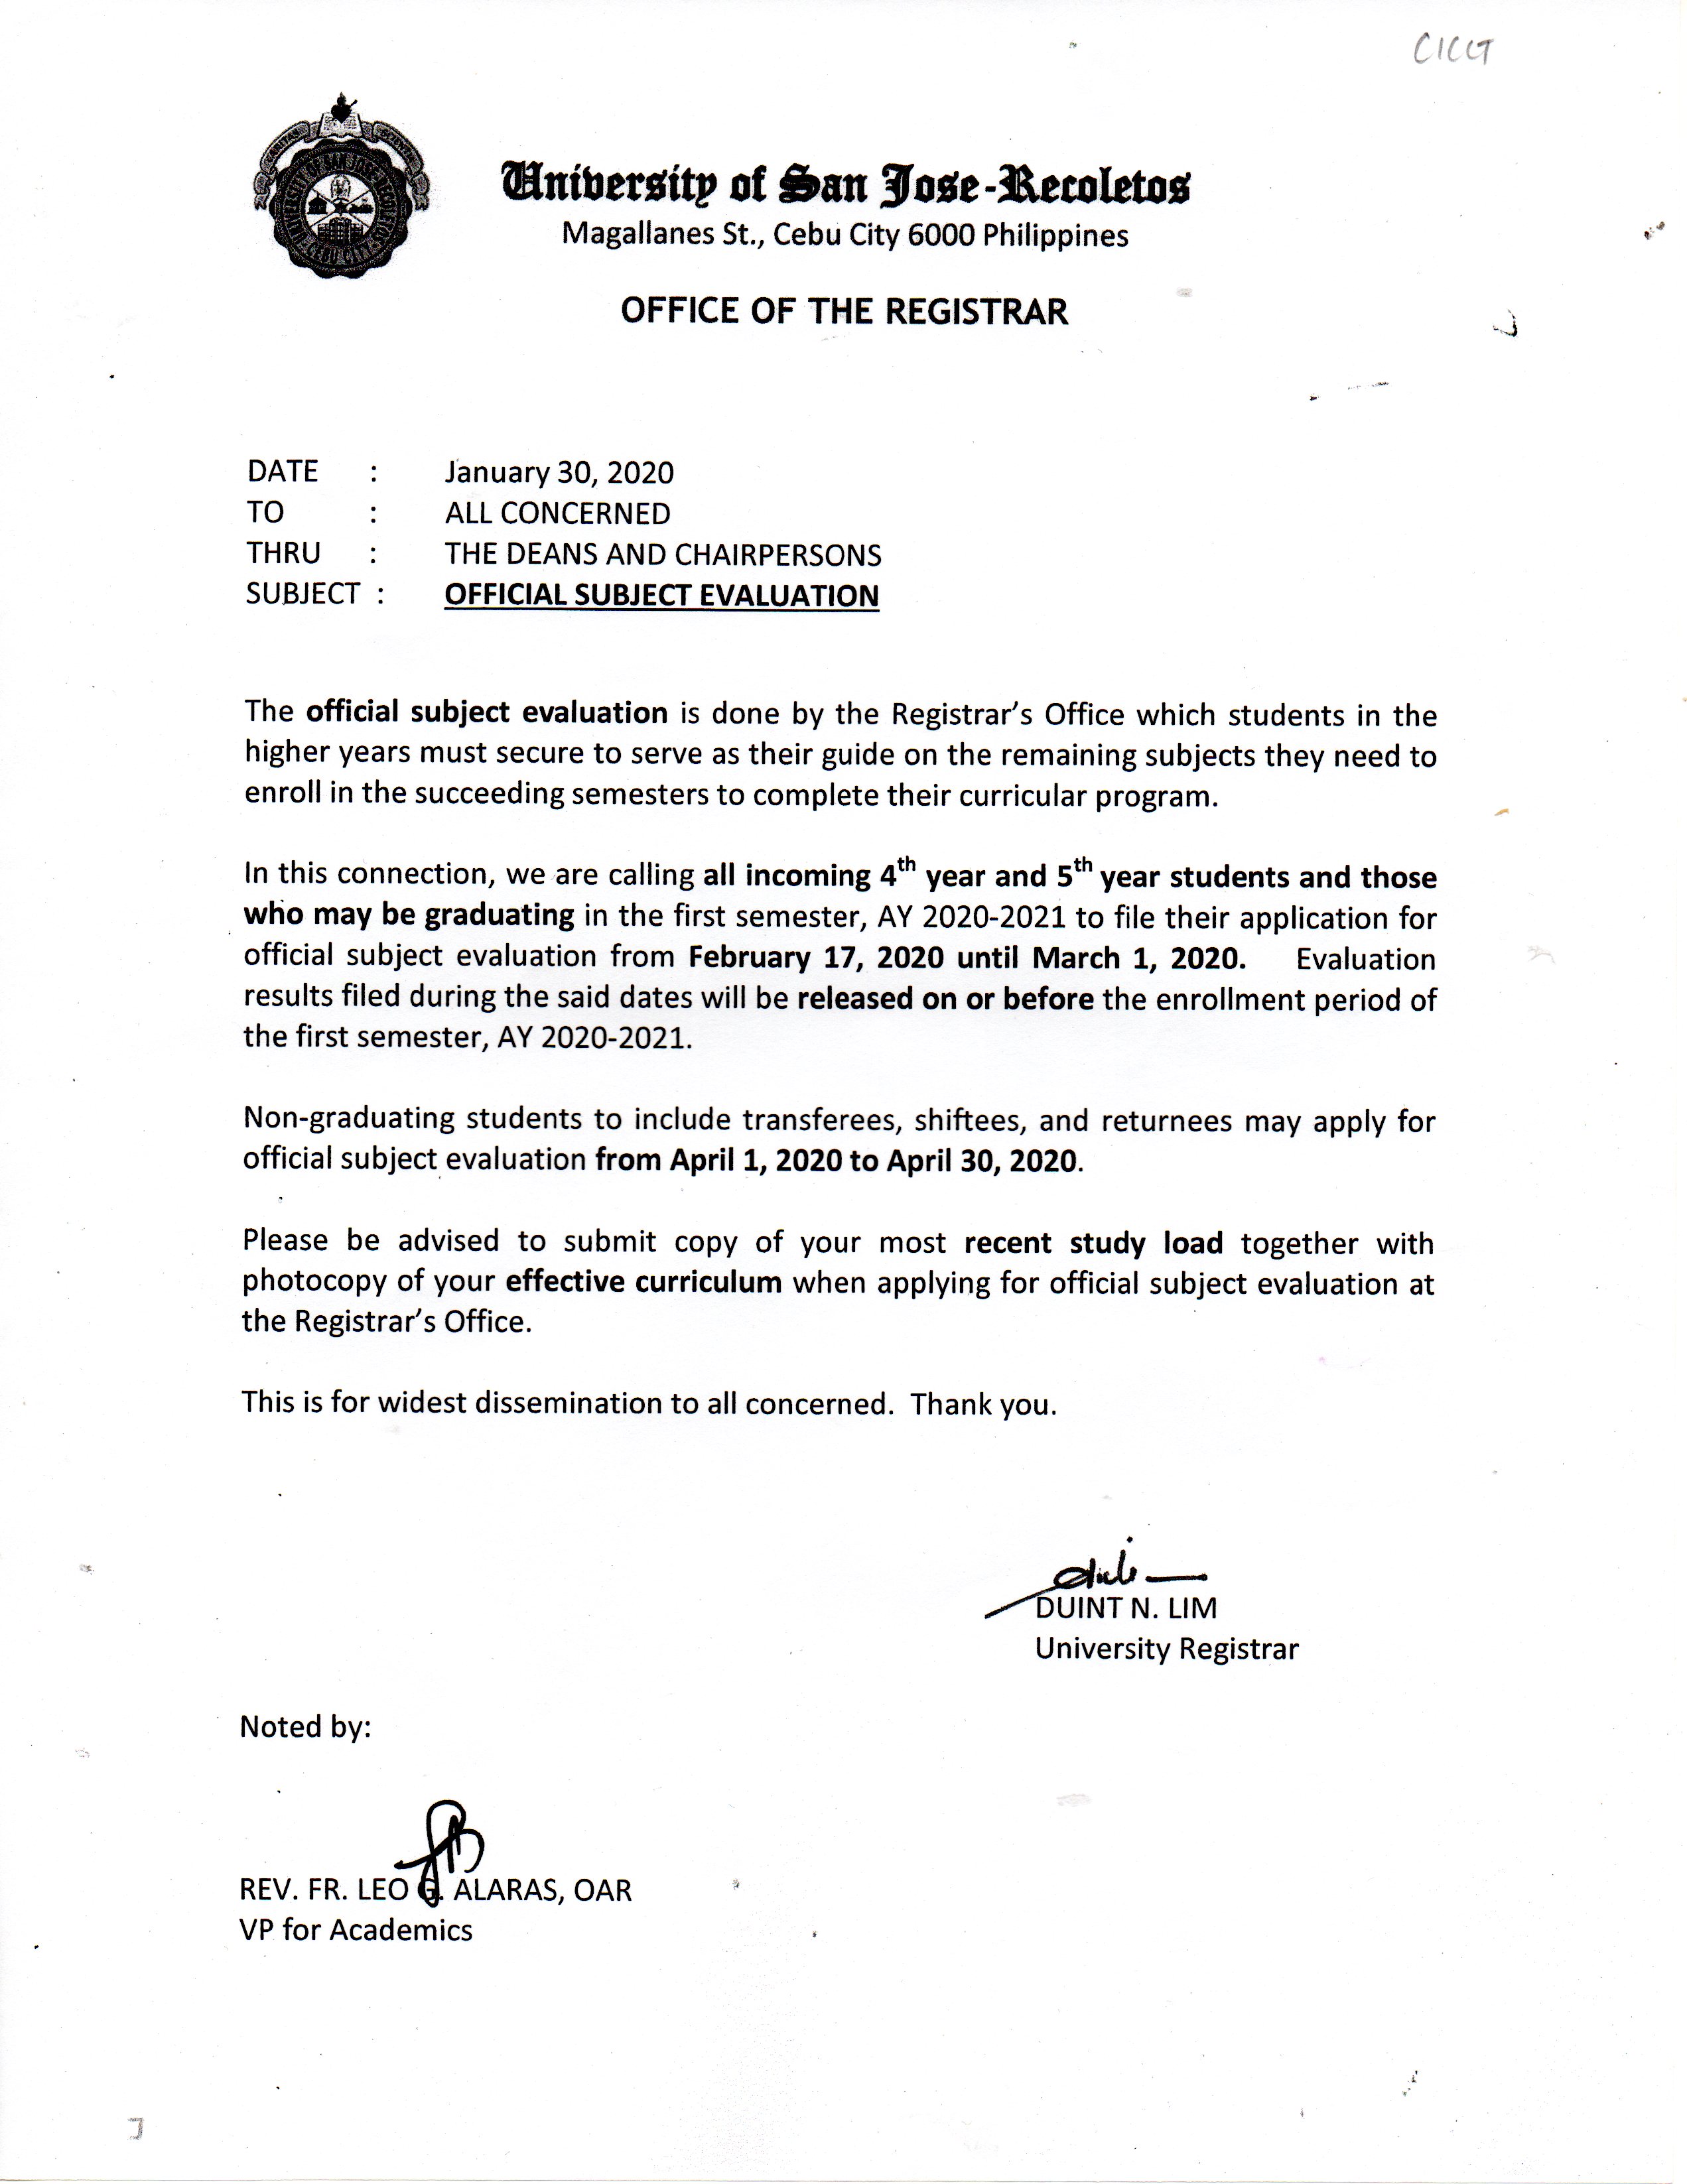 CICCT
University of San Jose-Recoletos
Magallanes St., Cebu City 6000 Philippines
OFFICE OF THE REGISTRAR
CARITAS
SCIENTIA
UNIVERSITY OF SAN JOSE-RECOLETOS
CEBU CITY
DATE : January 30, 2020
TO : ALL CONCERNED
THRU : THE DEANS AND CHAIRPERSONS
SUBJECT : OFFICIAL SUBJECT EVALUATION
The official subject evaluation is done by the Registrar's Office which students in the
higher years must secure to serve as their guide on the remaining subjects they need to
enroll in the succeeding semesters to complete their curricular program.
In this connection, we are calling all incoming 4th year and 5th year students and those
who may be graduating in the first semester, AY 2020-2021 to file their application for
official subject evaluation from February 17, 2020 until March 1, 2020. Evaluation
results filed during the said dates will be released on or before the enrollment period of
the first semester, AY 2020-2021.
Non-graduating students to include transferees, shiftees, and returnees may apply for
official subject evaluation from April 1, 2020 to April 30, 2020.
Please be advised to submit copy of your most recent study load together with
photocopy of your effective curriculum when applying for official subject evaluation at
the Registrar's Office.
This is for widest dissemination to all concerned. Thank you.
DUINT N. LIM
University Registrar
Noted by:
REV. FR. LEO G. ALARAS, OAR
VP for Academics